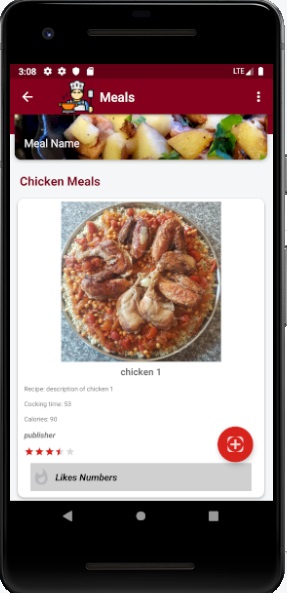 3:08
LTE
Meals
Meal Name
Chicken Meals
chicken 1
Recipe: description of chicken 1
Cooking time: 53
Calories: 90
publisher
Likes Numbers